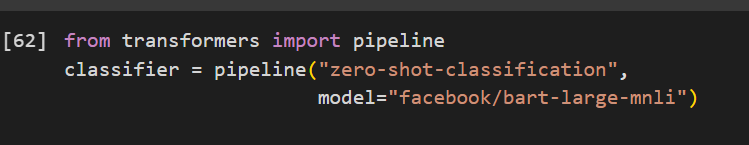 [62] from transformers import pipeline
classifier = pipeline("zero-shot-classification",
model="facebook/bart-large-mnli")